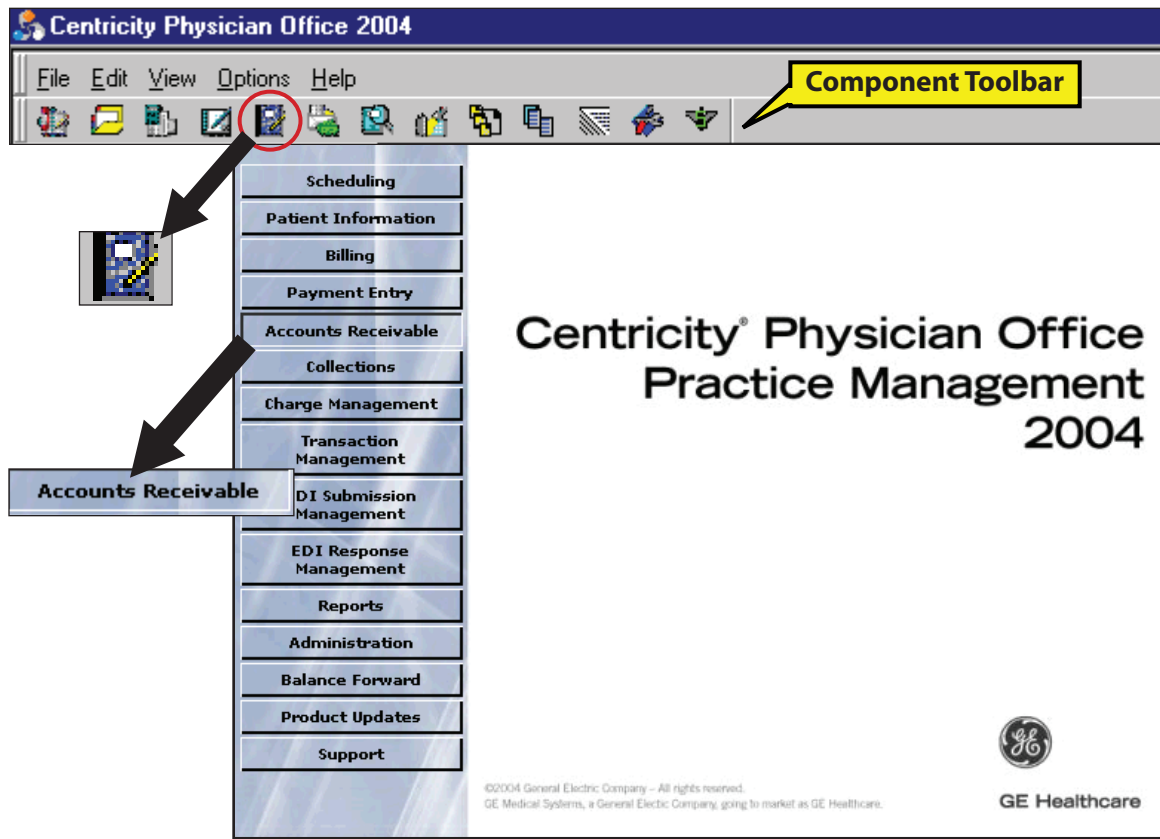 Centricity Physician Office 2004
File Edit View Options Help
Component Toolbar
Scheduling
Patient Information
Billing
Payment Entry
Accounts Receivable
Collections
Charge Management
Transaction
Management
Accounts Receivable
DI Submission
Management
EDI Response
Management
Reports
Administration
Balance Forward
Product Updates
Support
Centricity® Physician Office
Practice Management
2004
GE
GE Healthcare
©2004 General Electric Company – All rights reserved.
GE Medical Systems, a General Electic Company, going to market as GE Healthcare.